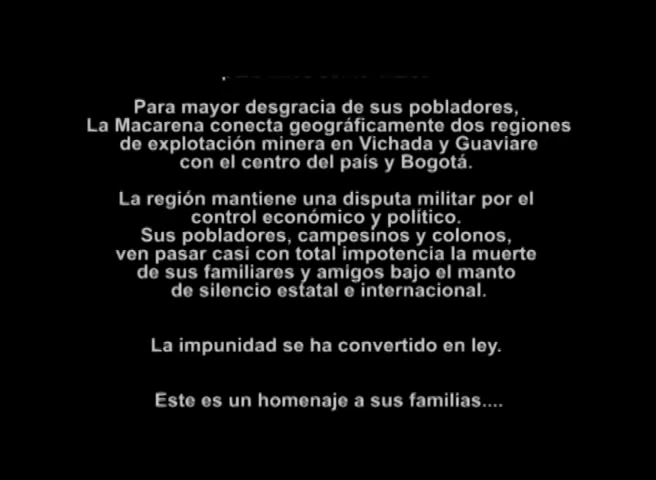 Para mayor desgracia de sus pobladores,
La Macarena conecta geográficamente dos regiones
de explotación minera en Vichada y Guaviare
con el centro del país y Bogotá.
La región mantiene una disputa militar por el
control económico y político.
Sus pobladores, campesinos y colonos,
ven pasar casi con total impotencia la muerte
de sus familiares y amigos bajo el manto
de silencio estatal e internacional.
La impunidad se ha convertido en ley.
Este es un homenaje a sus familias....